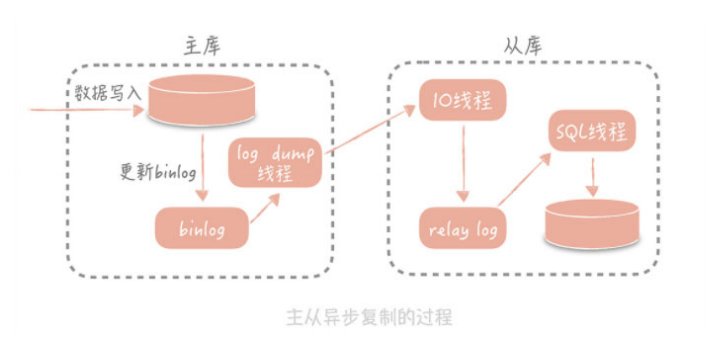 主库
从库
数据写入
IO线程
SQL线程
log dump
线程
更新binlog
binlog
relay log
主从异步复制的过程